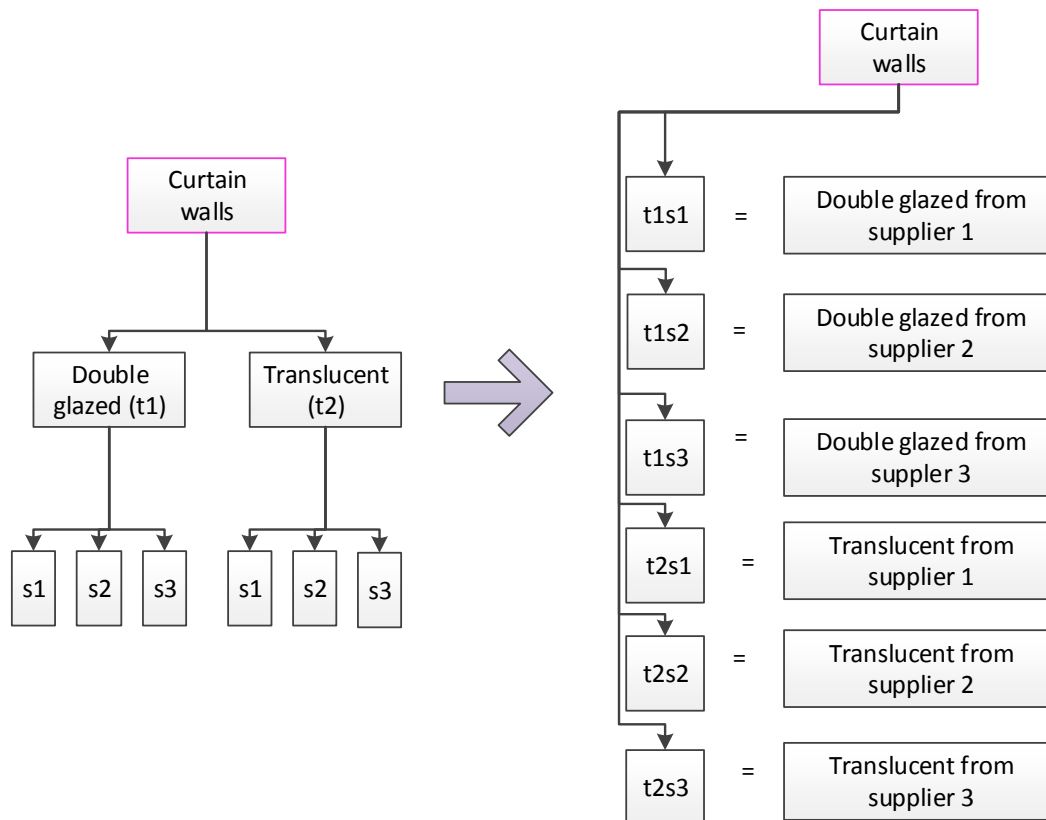 Curtain
walls
Double
glazed (t1)
Translucent
(t2)
s1
s2
s3
s1
s2
s3
Curtain
walls
t1s1
=
Double glazed from
supplier 1
t1s2
=
Double glazed from
supplier 2
t1s3
=
Double glazed from
suppler 3
t2s1
=
Translucent from
supplier 1
t2s2
=
Translucent from
supplier 2
t2s3
=
Translucent from
supplier 3